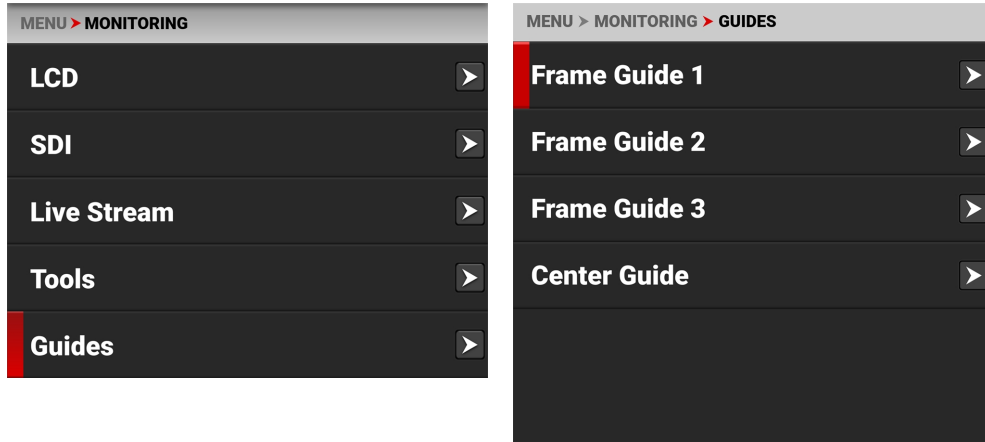 MENU > MONITORING
LCD
SDI
Live Stream
Tools
Guides
MENU > MONITORING > GUIDES
Frame Guide 1
Frame Guide 2
Frame Guide 3
Center Guide